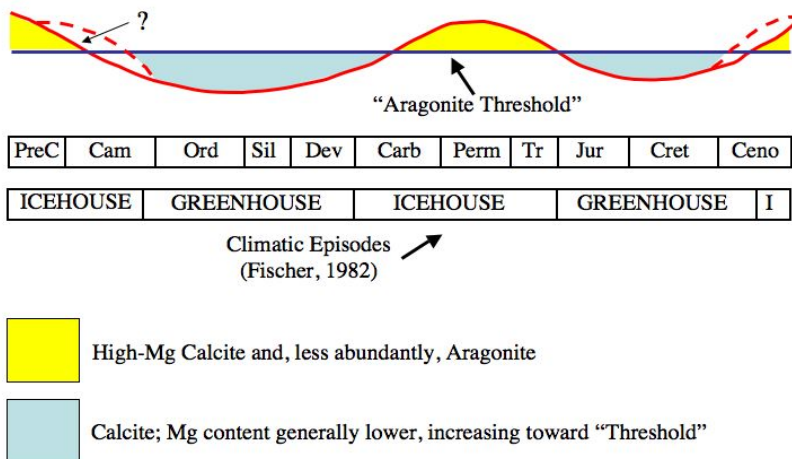 ?
“Aragonite Threshold”
PreC Cam Ord Sil Dev Carb Perm Tr Jur Cret Ceno
ICEHOUSE GREENHOUSE ICEHOUSE GREENHOUSE I
Climatic Episodes
(Fischer, 1982)
High-Mg Calcite and, less abundantly, Aragonite
Calcite; Mg content generally lower, increasing toward “Threshold”